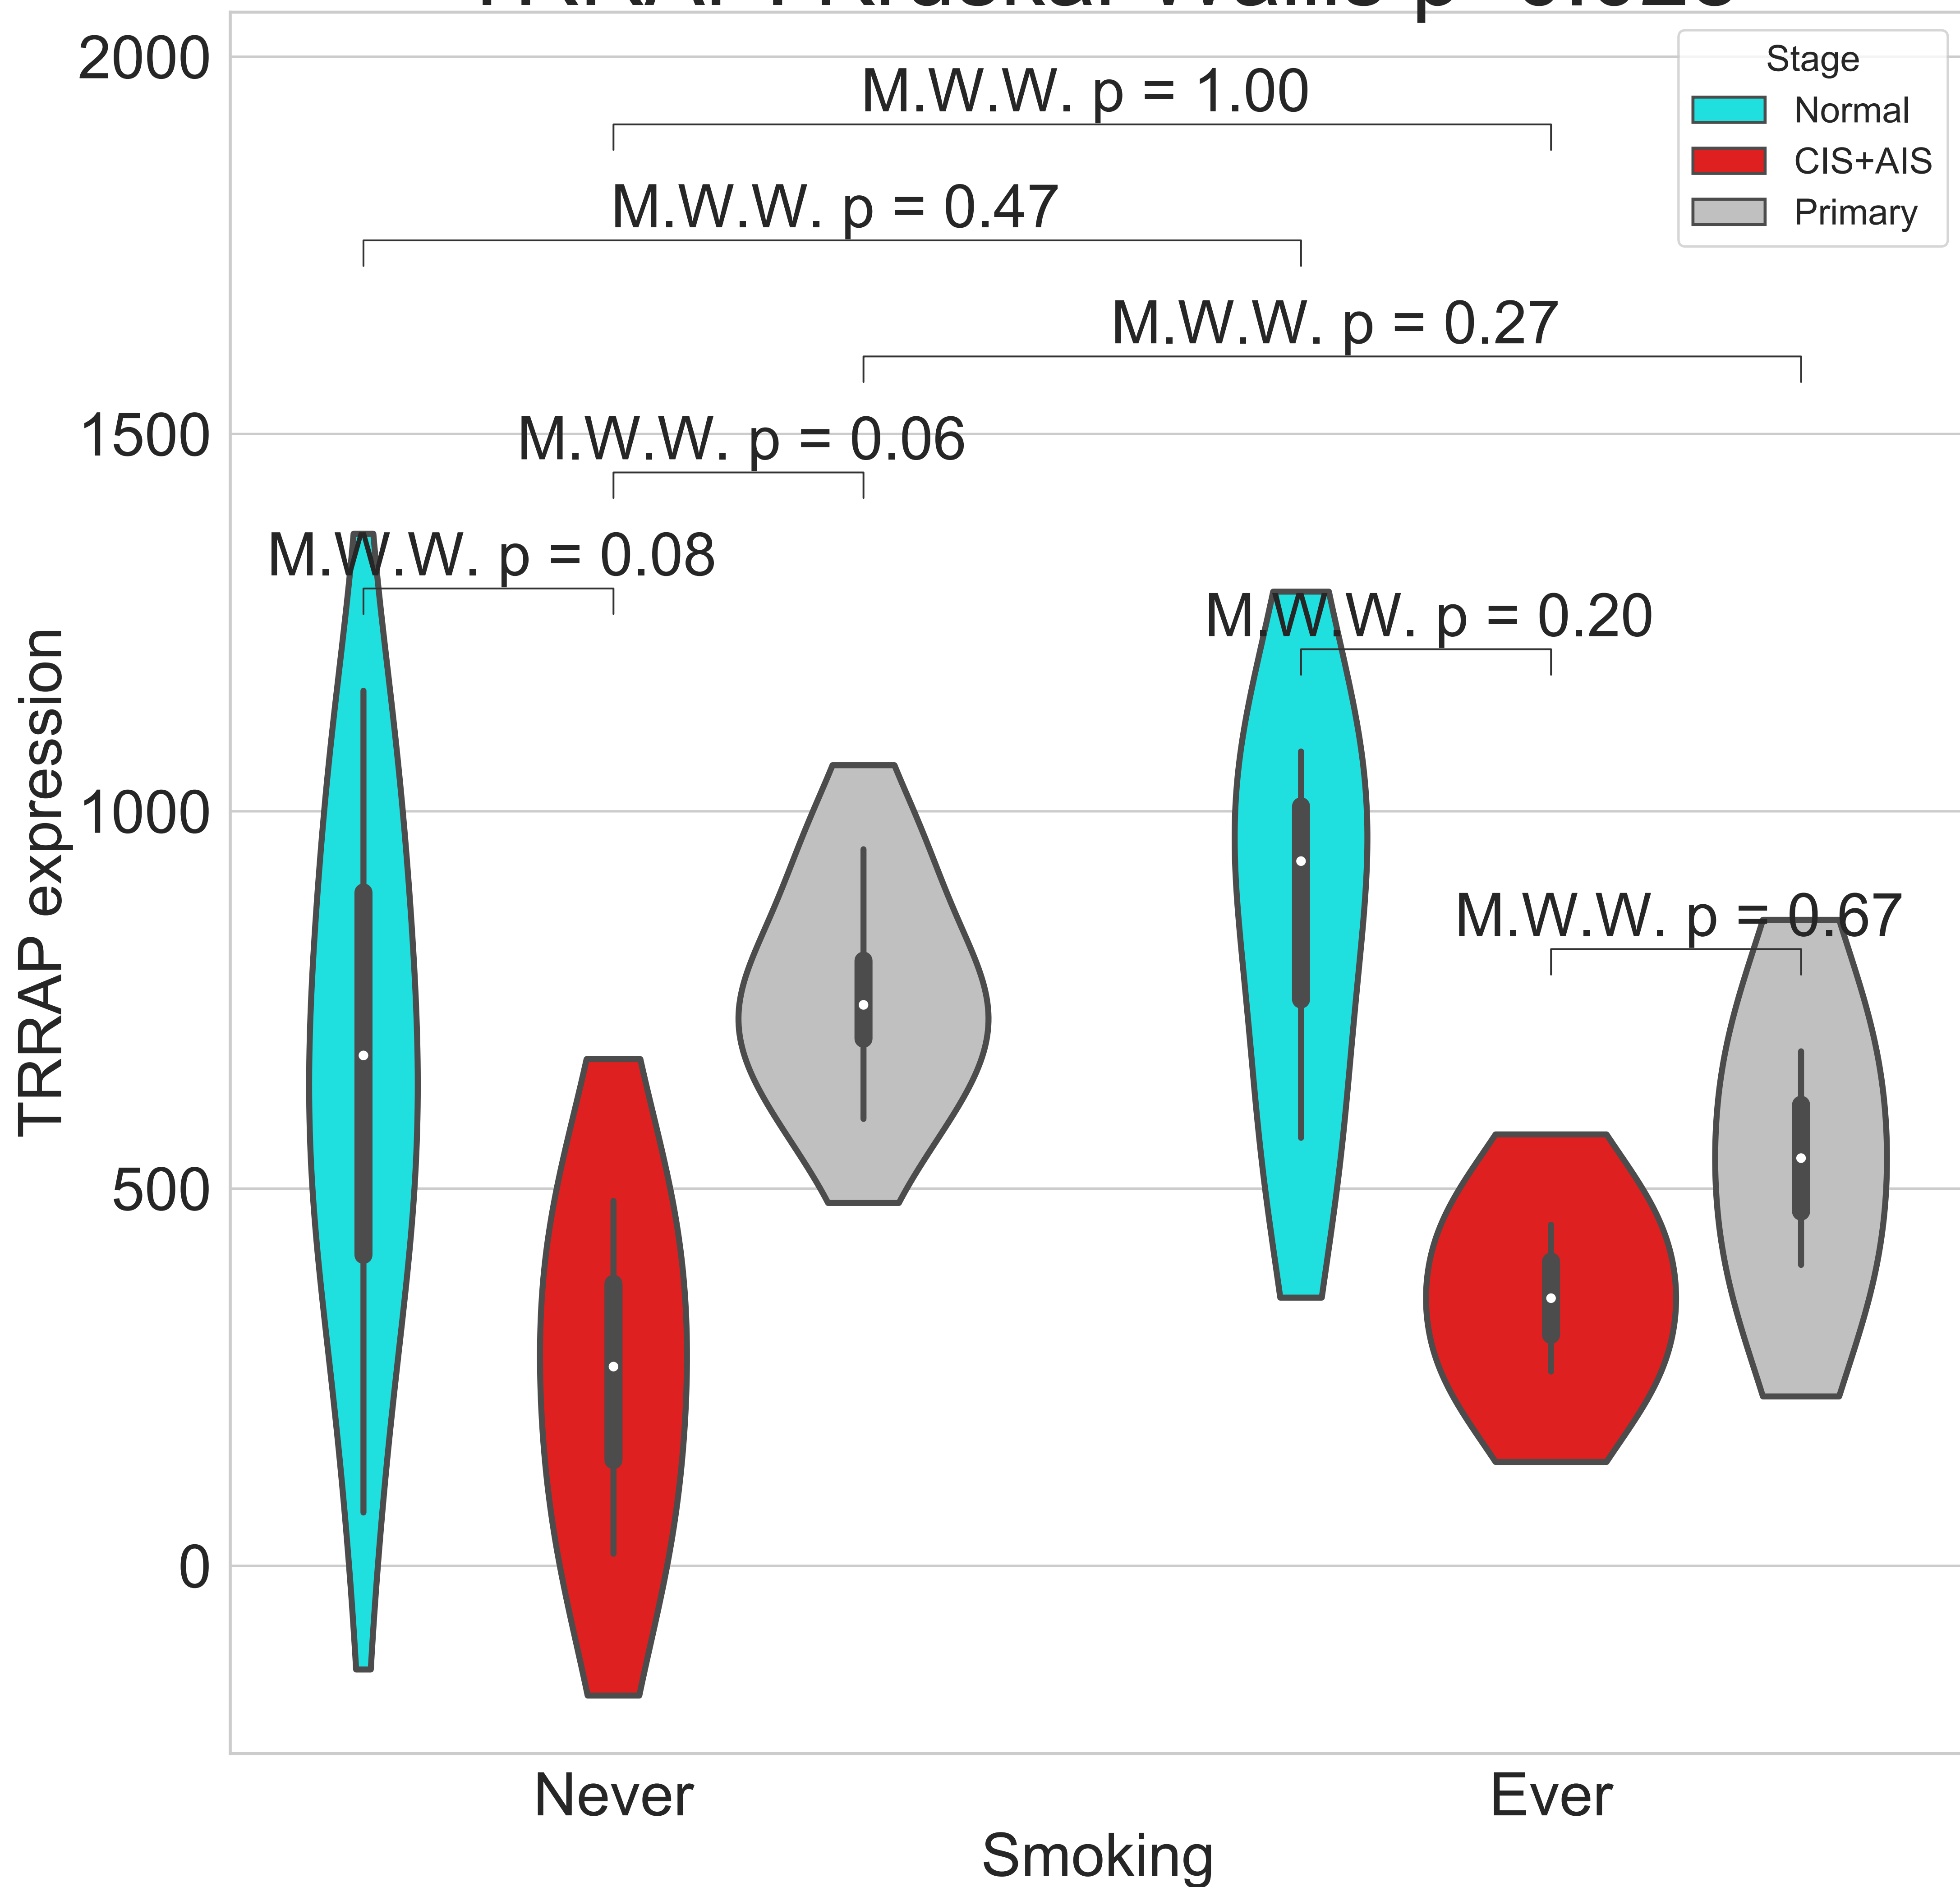 2000
1500
1000
500
0
TRRAP expression
Stage
Normal
CIS+AIS
Primary
M.W.W. p = 1.00
M.W.W. p = 0.47
M.W.W. p = 0.27
M.W.W. p = 0.06
M.W.W. p = 0.08
M.W.W. p = 0.20
M.W.W. p = 0.67
Never
Ever
Smoking